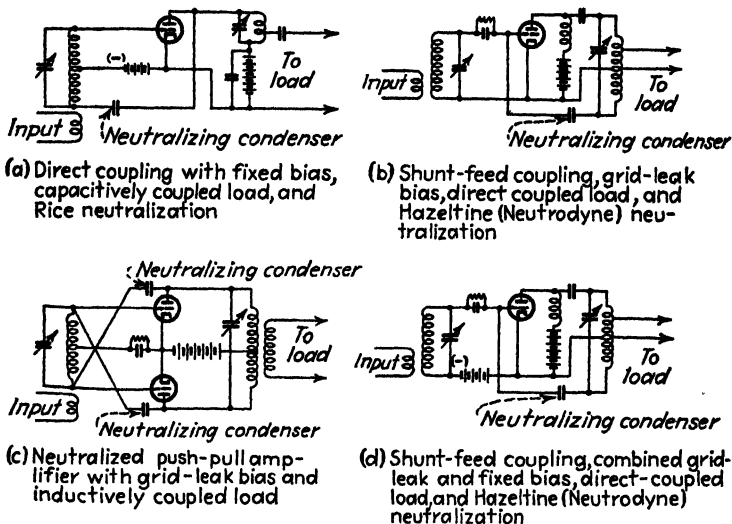 (-)
To
load
Input
Neutralizing condenser
(a) Direct coupling with fixed bias,
capacitively coupled load, and
Rice neutralization
Input
To
load
Neutralizing condenser
(b) Shunt-feed coupling, grid-leak
bias, direct coupled load, and
Hazeltine (Neutrodyne) neu-
tralization
Neutralizing condenser
To
load
Input
Neutralizing condenser
(c) Neutralized push-pull amp-
lifier with grid-leak bias and
inductively coupled load
Input
(-)
To
load
Neutralizing condenser
(d) Shunt-feed coupling, combined grid-
leak and fixed bias, direct-coupled
load, and Hazeltine (Neutrodyne)
neutralization